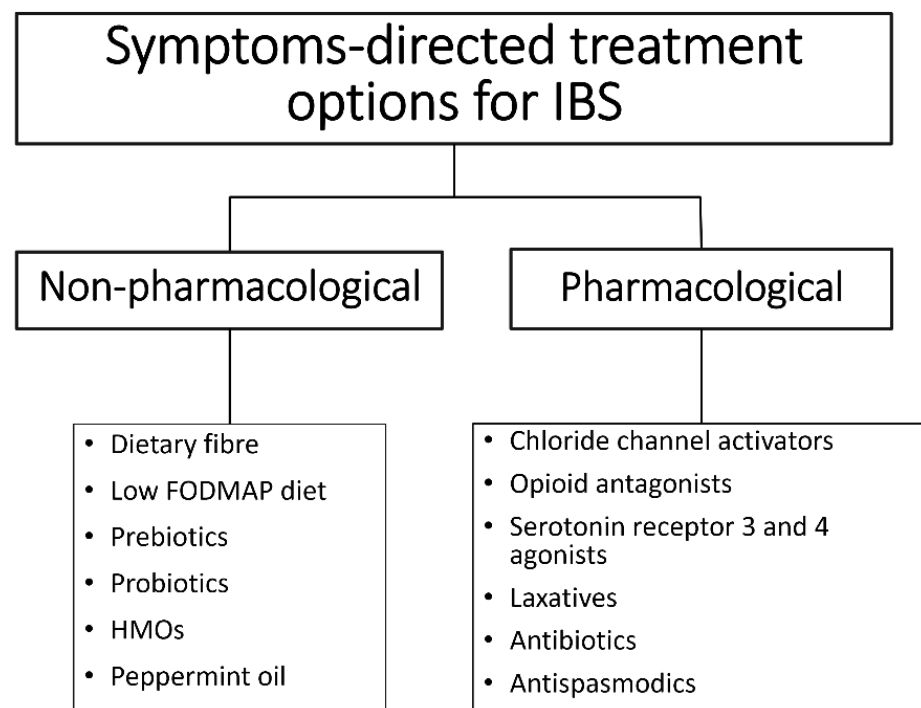 Symptoms-directed treatment
options for IBS
Non-pharmacological
Pharmacological
• Dietary fibre
• Low FODMAP diet
• Prebiotics
• Probiotics
• HMOs
• Peppermint oil
• Chloride channel activators
• Opioid antagonists
• Serotonin receptor 3 and 4
agonists
• Laxatives
• Antibiotics
• Antispasmodics